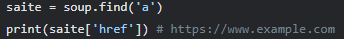 saite = soup.find('a')
print(saite['href']) # https://www.example.com